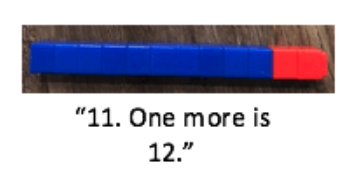 “11. One more is
12.”